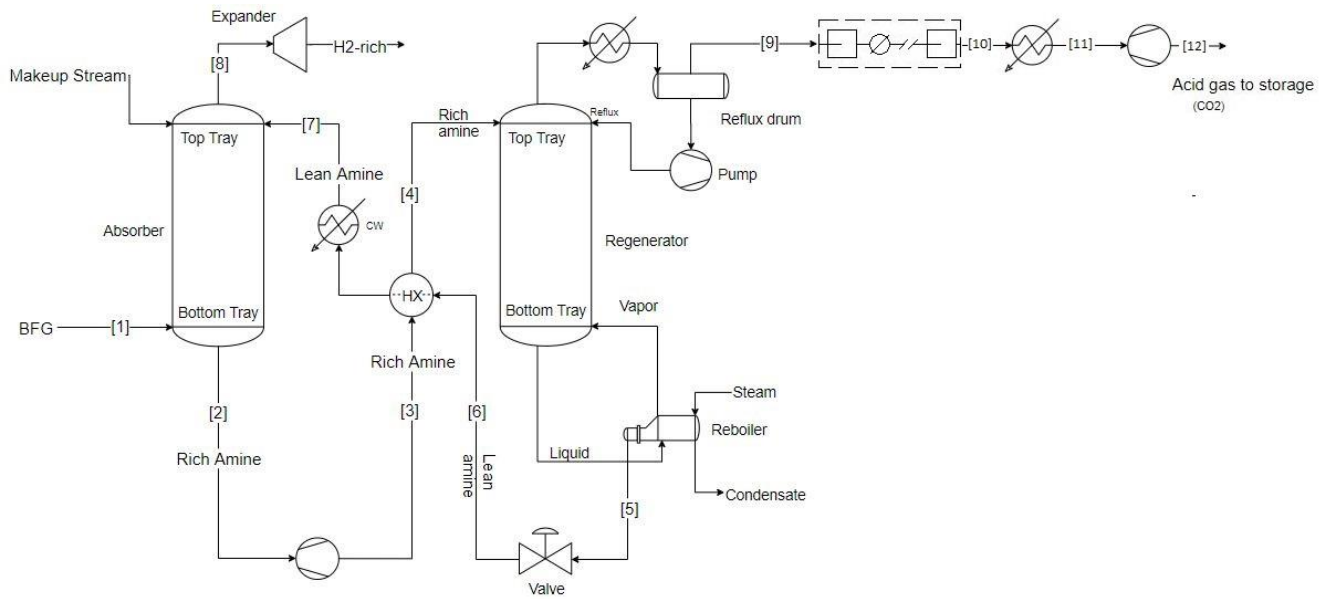 Expander
H2-rich
[8]
Makeup Stream
[7]
Top Tray
Lean Amine
CW
Absorber
Bottom Tray
BFG
[1]
[2]
Rich Amine
Rich Amine
[3]
[4]
HX
[6]
Lean
amine
Rich
amine
Reflux
Top Tray
Regenerator
Bottom Tray
Vapor
Liquid
Steam
Reboiler
Condensate
[5]
Valve
Reflux drum
Pump
[9]
[10]
[11]
[12]
Acid gas to storage
(CO2)
-